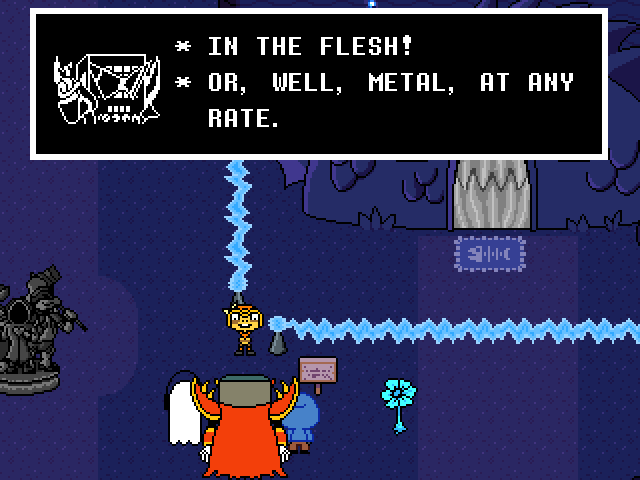 * IN THE FLESH!
* OR, WELL, METAL, AT ANY
RATE.